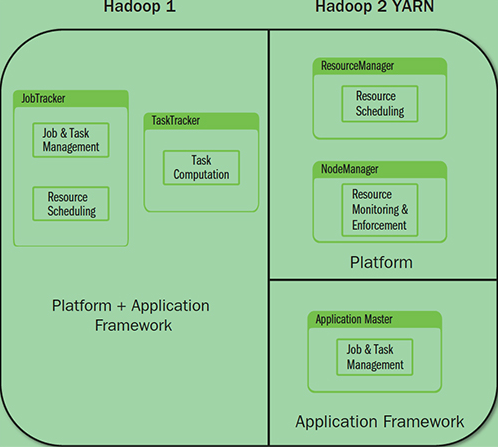 Hadoop 1
Hadoop 2 YARN
JobTracker
Job & Task
Management
Resource
Scheduling
TaskTracker
Task
Computation
Platform + Application
Framework
ResourceManager
Resource
Scheduling
NodeManager
Resource
Monitoring &
Enforcement
Platform
Application Master
Job & Task
Management
Application Framework